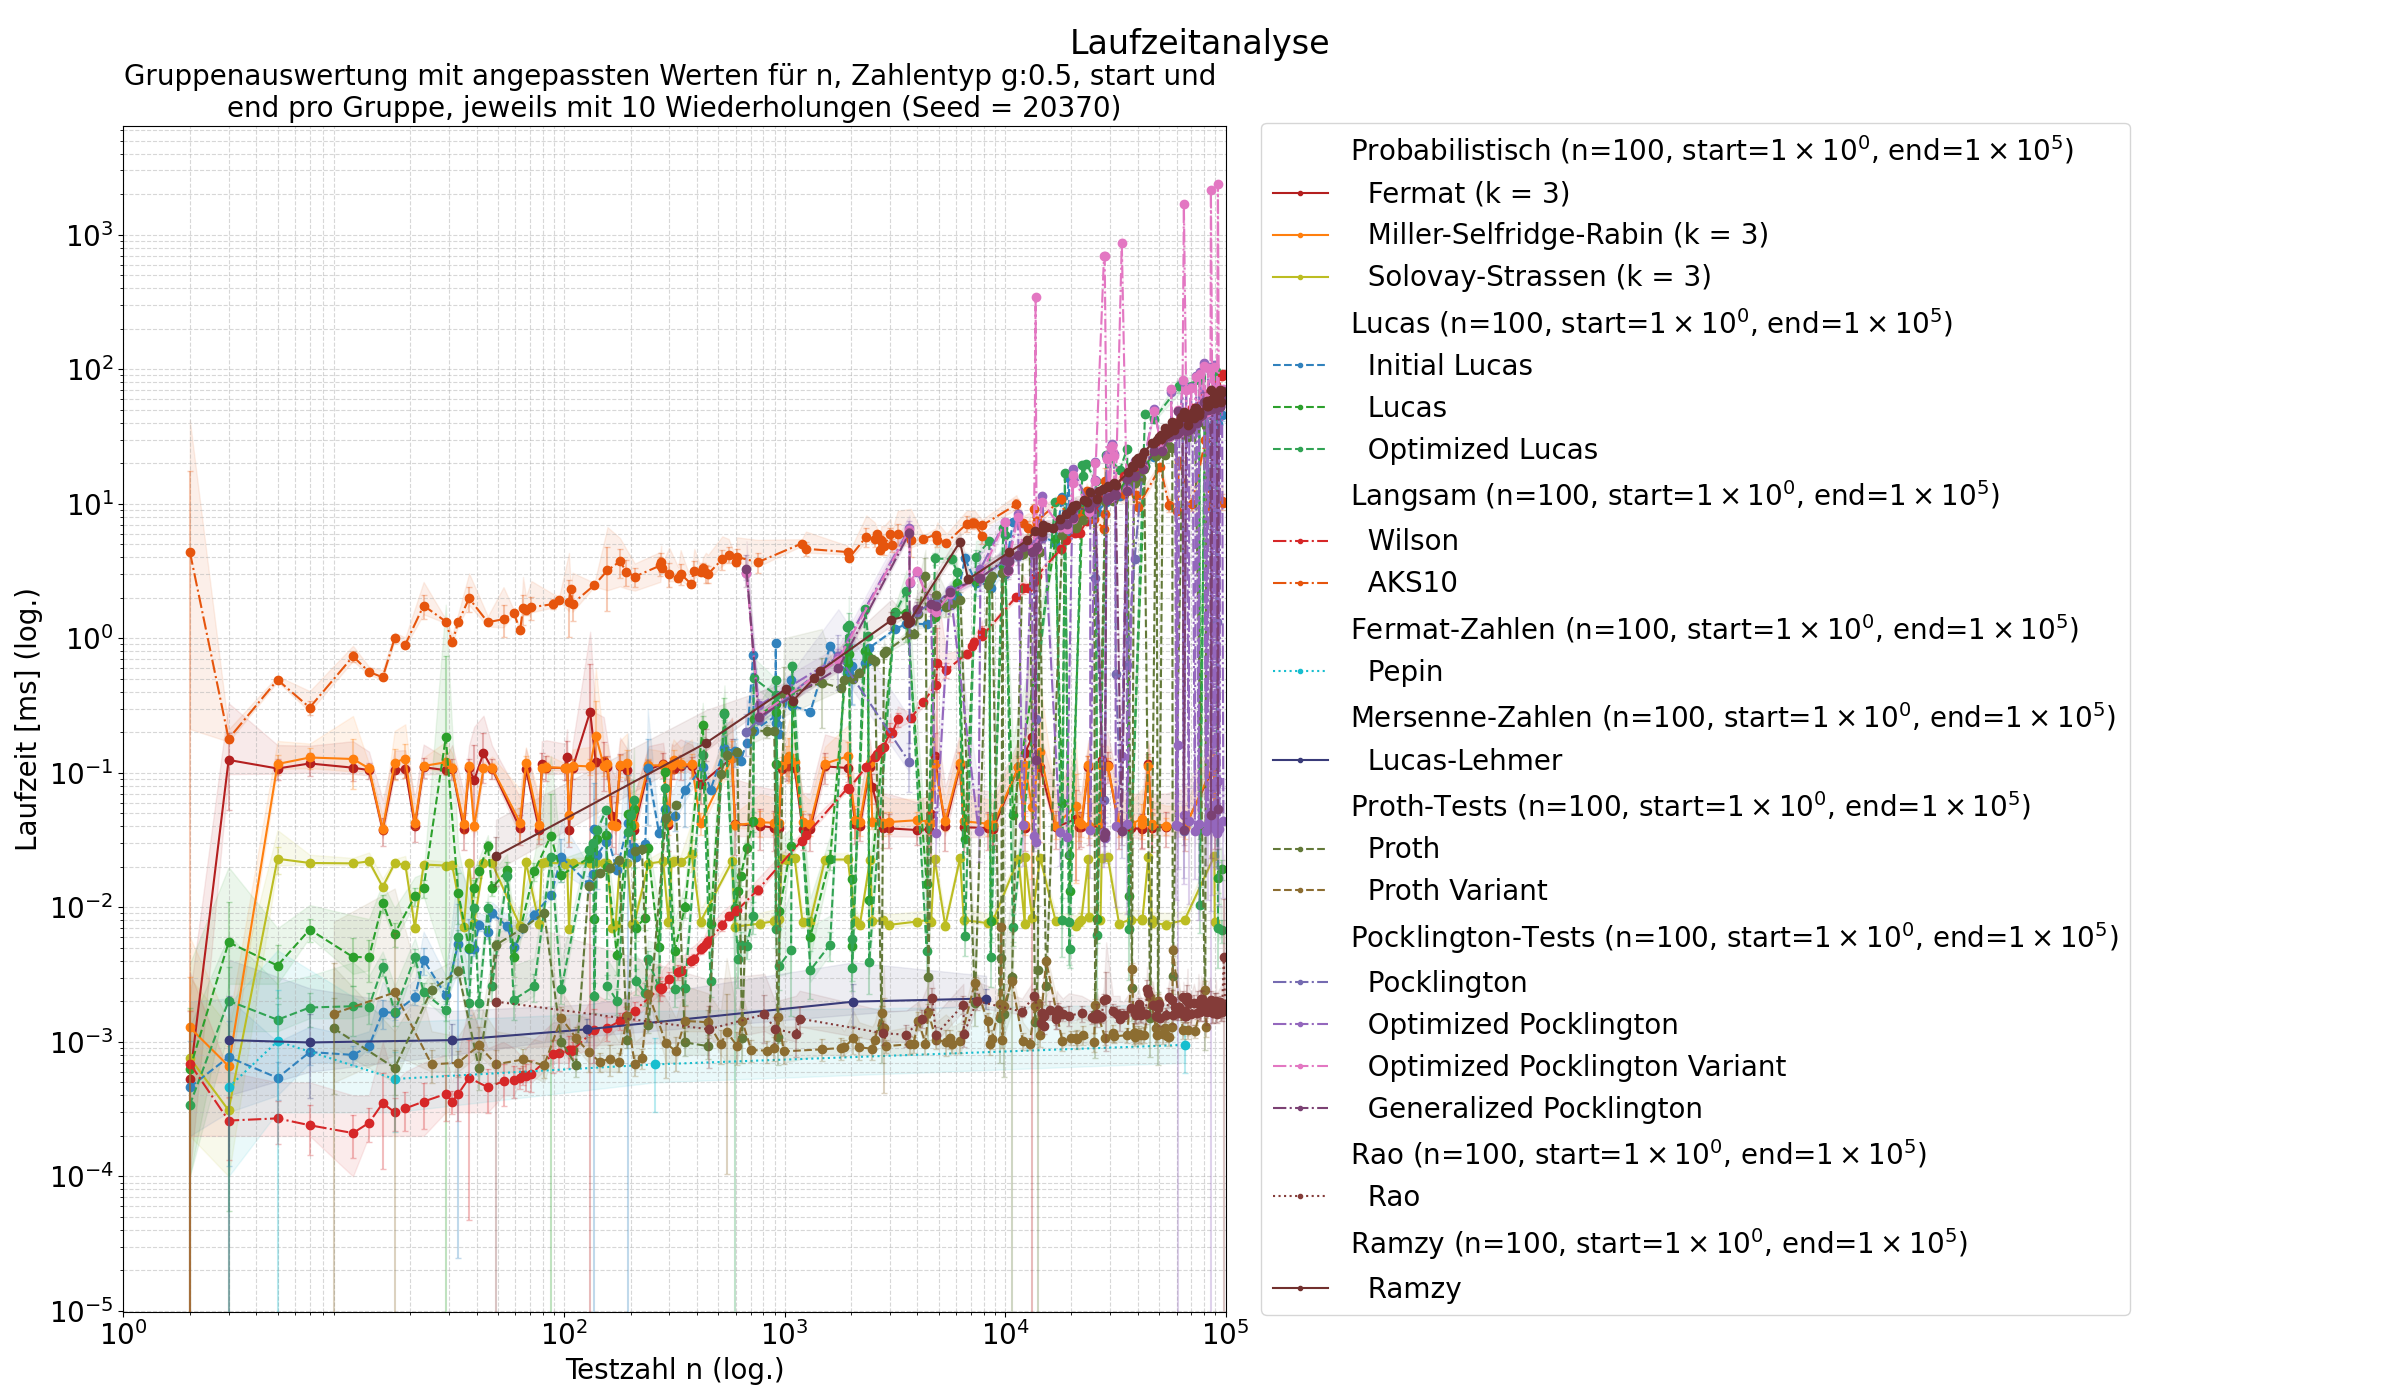 Laufzeitanalyse
Gruppenauswertung mit angepassten Werten für n, Zahlentyp g:0.5, start und
end pro Gruppe, jeweils mit 10 Wiederholungen (Seed = 20370)
Laufzeit [ms] (log.)
10³
10²
10¹
10⁰
10⁻¹
10⁻²
10⁻³
10⁻⁴
10⁻⁵
10⁰ 10² 10³ 10⁴ 10⁵
Testzahl n (log.)
Probabilistisch (n=100, start=1 × 10⁰, end=1 × 10⁵)
Fermat (k = 3)
Miller-Selfridge-Rabin (k = 3)
Solovay-Strassen (k = 3)
Lucas (n=100, start=1 × 10⁰, end=1 × 10⁵)
Initial Lucas
Lucas
Optimized Lucas
Langsam (n=100, start=1 × 10⁰, end=1 × 10⁵)
Wilson
AKS10
Fermat-Zahlen (n=100, start=1 × 10⁰, end=1 × 10⁵)
Pepin
Mersenne-Zahlen (n=100, start=1 × 10⁰, end=1 × 10⁵)
Lucas-Lehmer
Proth-Tests (n=100, start=1 × 10⁰, end=1 × 10⁵)
Proth
Proth Variant
Pocklington-Tests (n=100, start=1 × 10⁰, end=1 × 10⁵)
Pocklington
Optimized Pocklington
Optimized Pocklington Variant
Generalized Pocklington
Rao (n=100, start=1 × 10⁰, end=1 × 10⁵)
Rao
Ramzy (n=100, start=1 × 10⁰, end=1 × 10⁵)
Ramzy